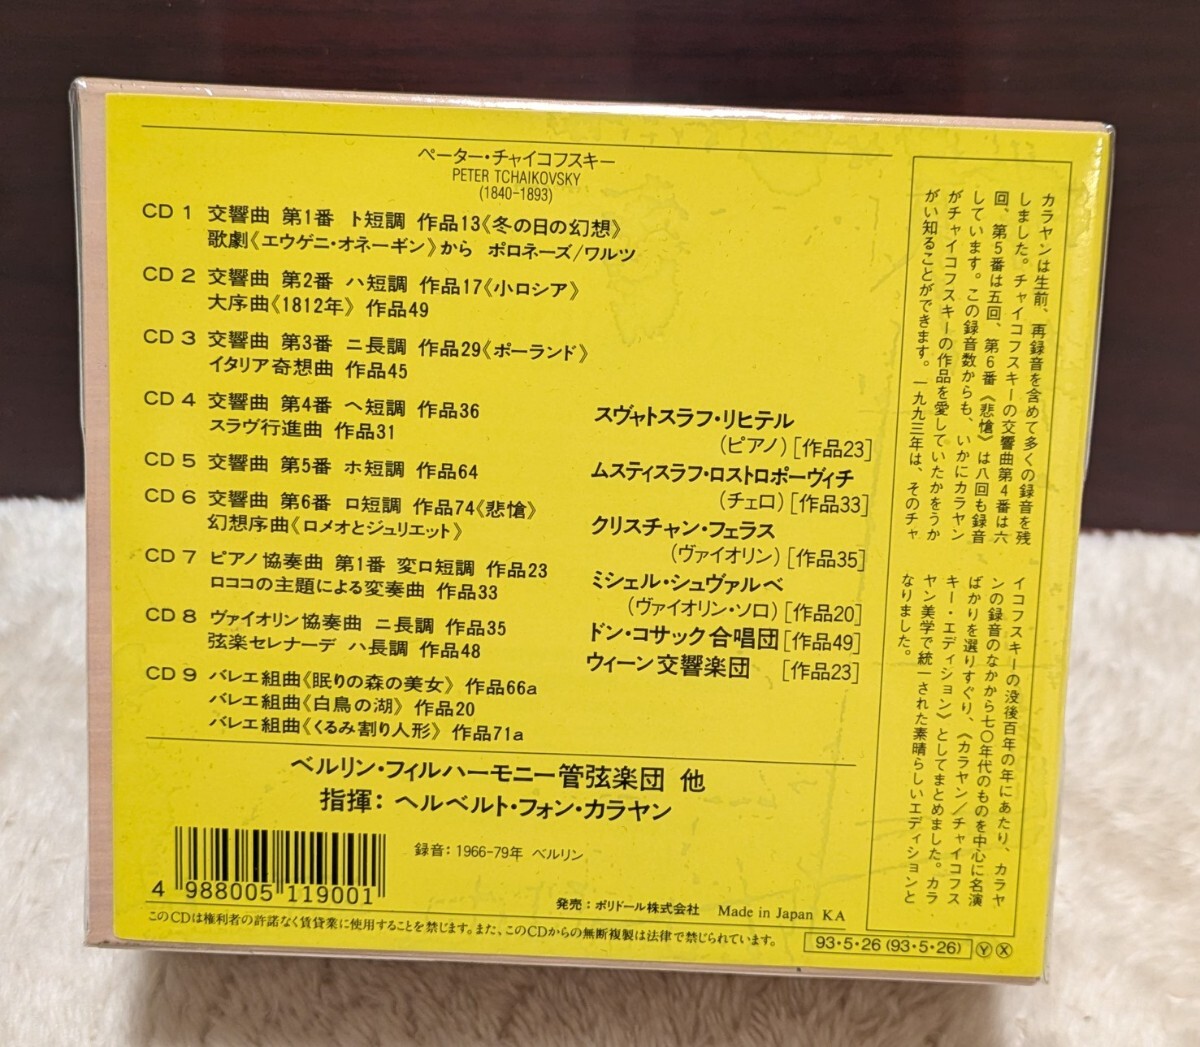 ペーター・チャイコフスキー
PETER TCHAIKOVSKY
(1840-1893)
CD 1 交響曲 第1番 ト短調 作品13《冬の日の幻想》
歌劇《エウゲニ・オネーギン》から ポロネーズ/ワルツ
CD 2 交響曲 第2番 ハ短調 作品17《小ロシア》
大序曲《1812年》 作品49
CD 3 交響曲 第3番 ニ長調 作品29《ポーランド》
イタリア奇想曲 作品45
CD 4 交響曲 第4番 ヘ短調 作品36
スラヴ行進曲 作品31
CD 5 交響曲 第5番 ホ短調 作品64
CD 6 交響曲 第6番 ロ短調 作品74《悲愴》
幻想序曲《ロメオとジュリエット》
CD 7 ピアノ協奏曲 第1番 変ロ短調 作品23
ロココの主題による変奏曲 作品33
CD 8 ヴァイオリン協奏曲 ニ長調 作品35
弦楽セレナーデ ハ長調 作品48
CD 9 バレエ組曲《眠りの森の美女》 作品66a
バレエ組曲《白鳥の湖》 作品20
バレエ組曲《くるみ割り人形》 作品71a
スヴャトスラフ・リヒテル
(ピアノ)[作品23]
ムスティスラフ・ロストロポーヴィチ
(チェロ)[作品33]
クリスチャン・フェラス
(ヴァイオリン)[作品35]
ミシェル・シュヴァルベ
(ヴァイオリン・ソロ)[作品20]
ドン・コサック合唱団[作品49]
ウィーン交響楽団 [作品23]
ベルリン・フィルハーモニー管弦楽団 他
指揮: ヘルベルト・フォン・カラヤン
録音: 1966-79年 ベルリン
4 988005 119001
発売: ポリドール株式会社 Made in Japan KA
このCDは権利者の許諾なく賃貸業に使用することを禁じます。また、このCDからの無断複製は法律で禁じられています。
93・5・26 (93・5・26) Ⓨ Ⓧ
カラヤンは生前、再録音を含めて多くの録音を残
しました。チャイコフスキーの交響曲第4番は六
回、第5番は五回、第6番《悲愴》は八回も録音
しています。この録音数からも、いかにカラヤン
がチャイコフスキーの作品を愛していたかをうか
がい知ることができます。一九九三年は、そのチャ
イコフスキーの没後百年の年にあたり、カラヤ
ンの録音のなかから七〇年代のものを中心に名演
ばかりを選りすぐり、《カラヤン/チャイコフス
キー・エディション》としてまとめました。カラ
ヤン美学で統一された素晴らしいエディションと
なりました。